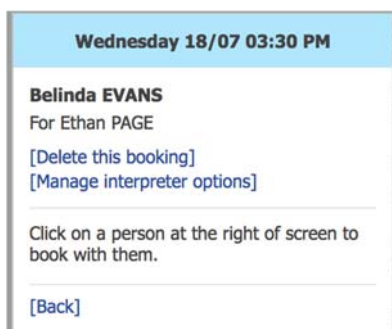 Wednesday 18/07 03:30 PM
Belinda EVANS
For Ethan PAGE
[Delete this booking]
[Manage interpreter options]
Click on a person at the right of screen to
book with them.
[Back]